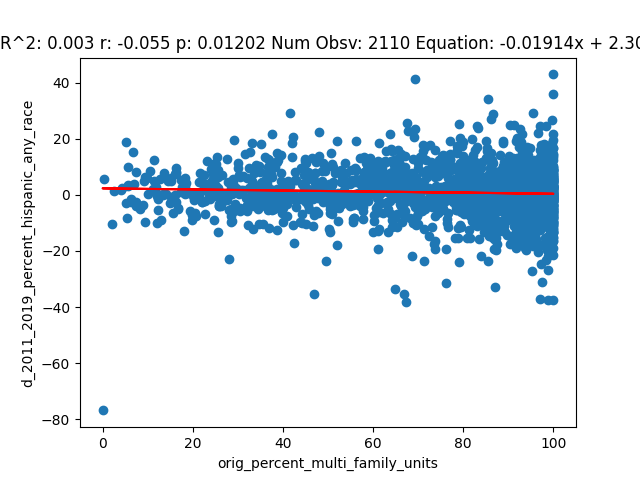 R^2: 0.003 r: -0.055 p: 0.01202 Num Obsv: 2110 Equation: -0.01914x + 2.30
40
20
0
−20
−40
−60
−80
d_2011_2019_percent_hispanic_any_race
0 20 40 60 80 100
orig_percent_multi_family_units